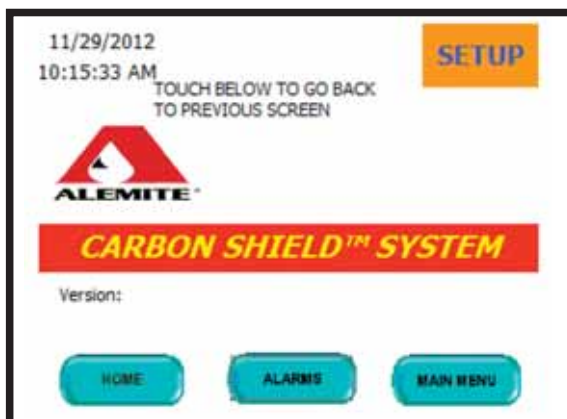 11/29/2012
SETUP
10:15:33 AM
TOUCH BELOW TO GO BACK
TO PREVIOUS SCREEN
ALEMITE
CARBON SHIELD™ SYSTEM
Version:
HOME
ALARMS
MAIN MENU